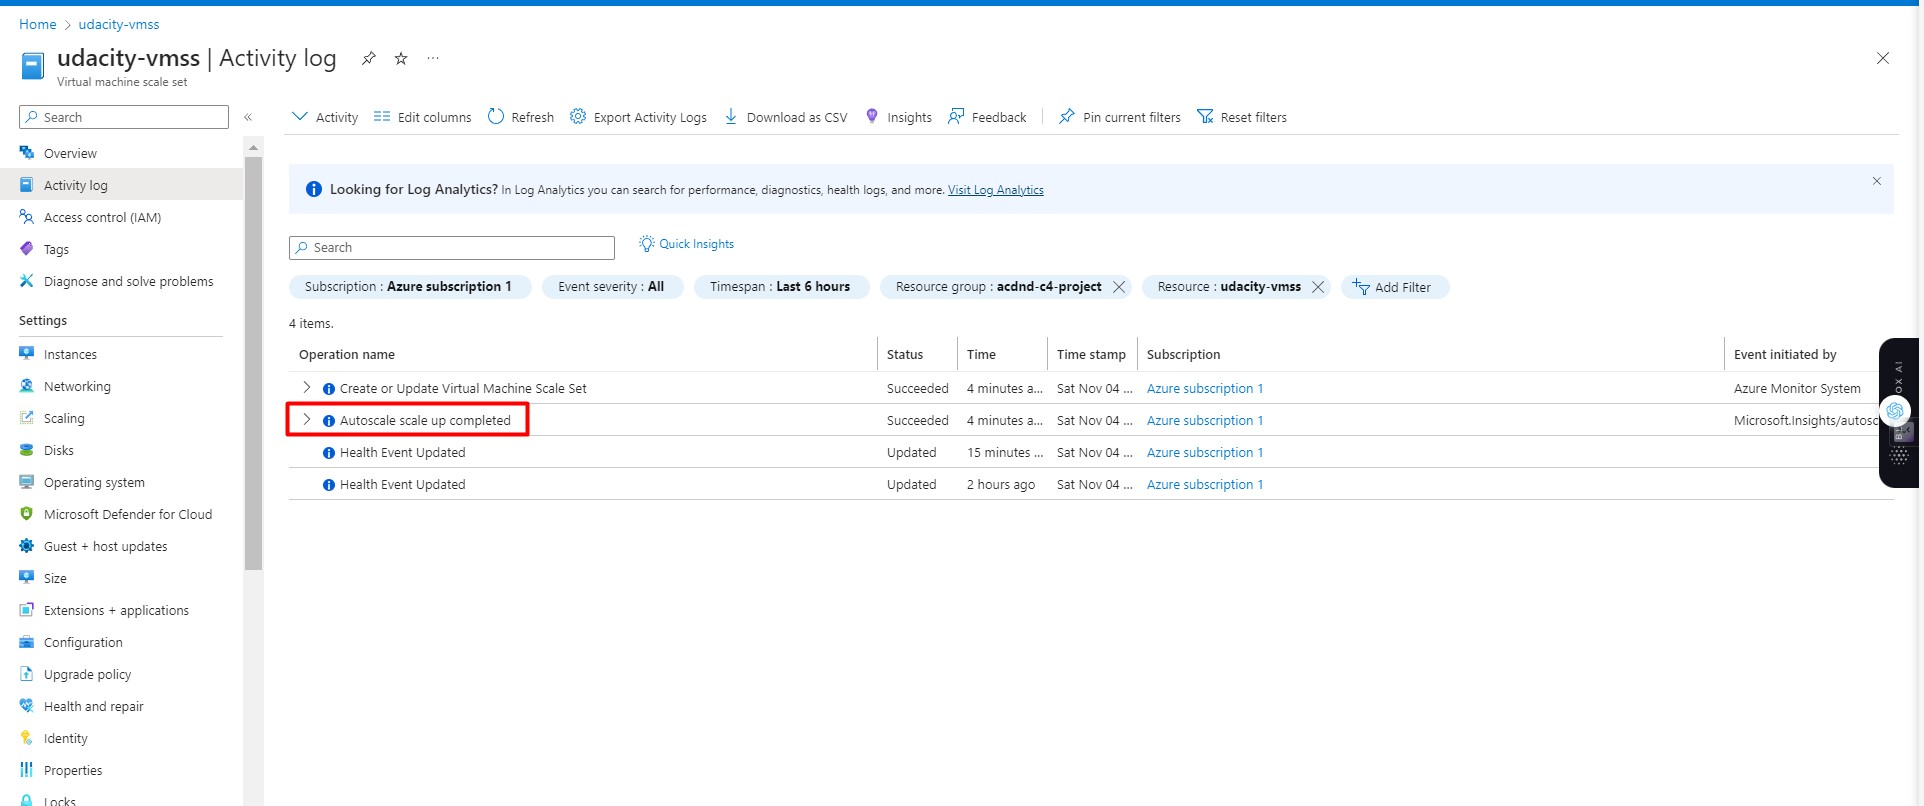 Home > udacity-vmss
udacity-vmss | Activity log
Virtual machine scale set
Search
Activity Edit columns Refresh Export Activity Logs Download as CSV Insights Feedback Pin current filters Reset filters
Overview
Activity log
Access control (IAM)
Tags
Diagnose and solve problems
Settings
Instances
Networking
Scaling
Disks
Operating system
Microsoft Defender for Cloud
Guest + host updates
Size
Extensions + applications
Configuration
Upgrade policy
Health and repair
Identity
Properties
Locks
Looking for Log Analytics? In Log Analytics you can search for performance, diagnostics, health logs, and more. Visit Log Analytics
Search Quick Insights
Subscription : Azure subscription 1 Event severity : All Timespan : Last 6 hours Resource group : acdnd-c4-project Resource : udacity-vmss Add Filter
4 items.
Operation name Status Time Time stamp Subscription Event initiated by
Create or Update Virtual Machine Scale Set Succeeded 4 minutes a... Sat Nov 04 ... Azure subscription 1 Azure Monitor System
Autoscale scale up completed Succeeded 4 minutes a... Sat Nov 04 ... Azure subscription 1 Microsoft.Insights/autosc
Health Event Updated Updated 15 minutes ... Sat Nov 04 ... Azure subscription 1
Health Event Updated Updated 2 hours ago Sat Nov 04 ... Azure subscription 1
OX AI